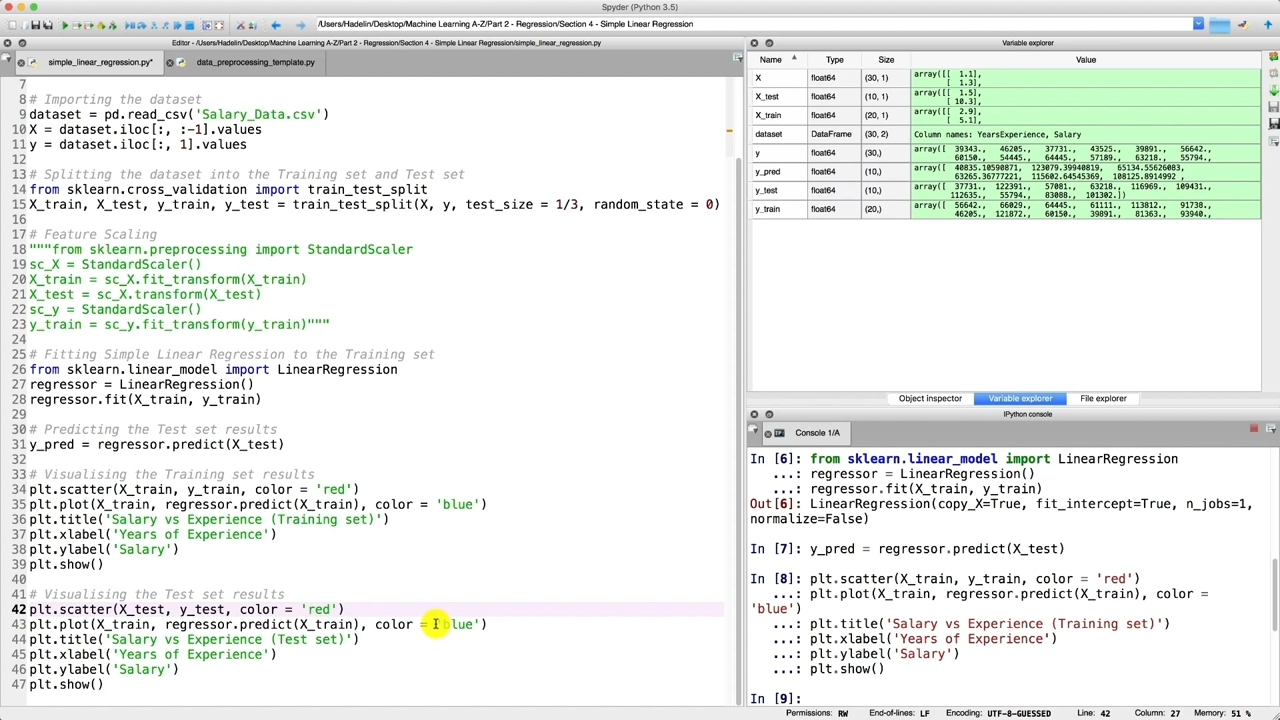 Spyder (Python 3.5)
/Users/Hadelin/Desktop/Machine Learning A-Z/Part 2 - Regression/Section 4 - Simple Linear Regression
Editor - /Users/Hadelin/Desktop/Machine Learning A-Z/Part 2 - Regression/Section 4 - Simple Linear Regression/simple_linear_regression.py
simple_linear_regression.py* data_preprocessing_template.py
7
8 # Importing the dataset
9 dataset = pd.read_csv('Salary_Data.csv')
10 X = dataset.iloc[:, :-1].values
11 y = dataset.iloc[:, 1].values
12
13 # Splitting the dataset into the Training set and Test set
14 from sklearn.cross_validation import train_test_split
15 X_train, X_test, y_train, y_test = train_test_split(X, y, test_size = 1/3, random_state = 0)
16
17 # Feature Scaling
18 """from sklearn.preprocessing import StandardScaler
19 sc_X = StandardScaler()
20 X_train = sc_X.fit_transform(X_train)
21 X_test = sc_X.transform(X_test)
22 sc_y = StandardScaler()
23 y_train = sc_y.fit_transform(y_train)"""
24
25 # Fitting Simple Linear Regression to the Training set
26 from sklearn.linear_model import LinearRegression
27 regressor = LinearRegression()
28 regressor.fit(X_train, y_train)
29
30 # Predicting the Test set results
31 y_pred = regressor.predict(X_test)
32
33 # Visualising the Training set results
34 plt.scatter(X_train, y_train, color = 'red')
35 plt.plot(X_train, regressor.predict(X_train), color = 'blue')
36 plt.title('Salary vs Experience (Training set)')
37 plt.xlabel('Years of Experience')
38 plt.ylabel('Salary')
39 plt.show()
40
41 # Visualising the Test set results
42 plt.scatter(X_test, y_test, color = 'red')
43 plt.plot(X_train, regressor.predict(X_train), color = 'blue')
44 plt.title('Salary vs Experience (Test set)')
45 plt.xlabel('Years of Experience')
46 plt.ylabel('Salary')
47 plt.show()
Variable explorer
Name Type Size Value
X float64 (30, 1) array([[ 1.1],
[ 1.3],
X_test float64 (10, 1) array([[ 1.5],
[ 10.3],
X_train float64 (20, 1) array([[ 2.9],
[ 5.1],
dataset DataFrame (30, 2) Column names: YearsExperience, Salary
y float64 (30,) array([ 39343., 46205., 37731., 43525., 39891., 56642.,
60150., 54445., 64445., 57189., 63218., 55794.,
y_pred float64 (10,) array([ 40835.10590871, 123079.39940819, 65134.55626083,
63265.36777221, 115602.64545369, 108125.8914992 ,
y_test float64 (10,) array([ 37731., 122391., 57081., 63218., 116969., 109431.,
112635., 55794., 83088., 101302.])
y_train float64 (20,) array([ 56642., 66029., 64445., 61111., 113812., 91738.,
46205., 121872., 60150., 39891., 81363., 93940.,
Object inspector Variable explorer File explorer
IPython console
Console 1/A
In [6]: from sklearn.linear_model import LinearRegression
...: regressor = LinearRegression()
...: regressor.fit(X_train, y_train)
Out[6]: LinearRegression(copy_X=True, fit_intercept=True, n_jobs=1,
normalize=False)
In [7]: y_pred = regressor.predict(X_test)
In [8]: plt.scatter(X_train, y_train, color = 'red')
...: plt.plot(X_train, regressor.predict(X_train), color =
'blue')
...: plt.title('Salary vs Experience (Training set)')
...: plt.xlabel('Years of Experience')
...: plt.ylabel('Salary')
...: plt.show()
In [9]:
Permissions: RW End-of-lines: LF Encoding: UTF-8-GUESSED Line: 42 Column: 27 Memory: 51 %